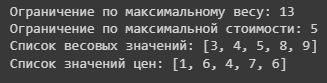 Ограничение по максимальному весу: 13
Ограничение по максимальной стоимости: 5
Список весовых значений: [3, 4, 5, 8, 9]
Список значений цен: [1, 6, 4, 7, 6]